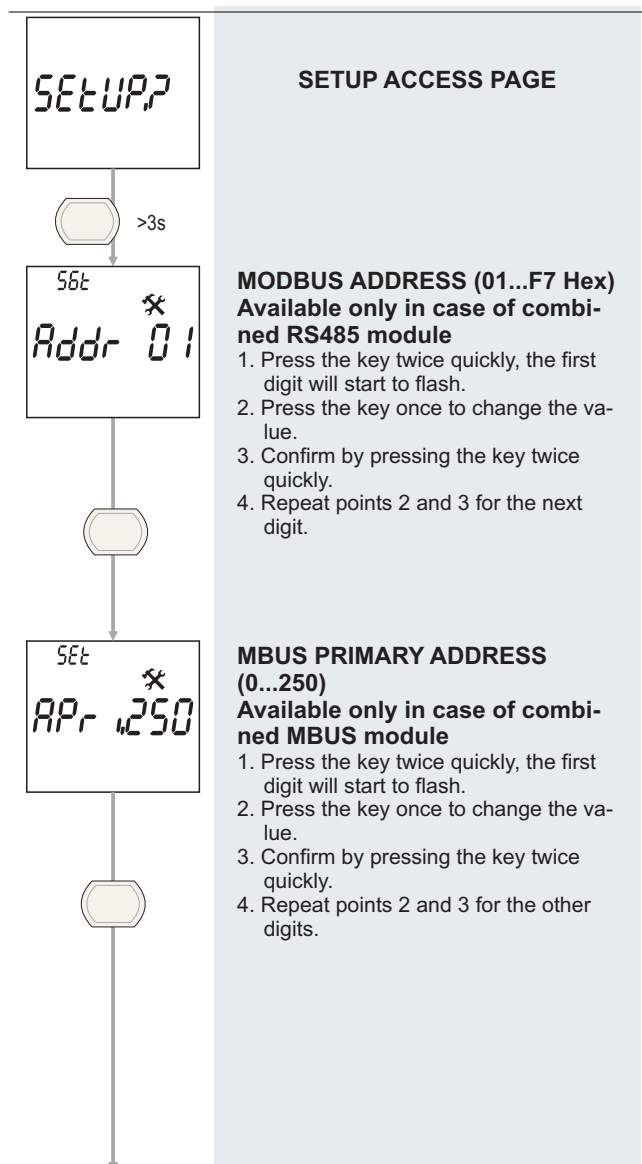 SEtUP.?
SETUP ACCESS PAGE
>3s
SEt
Addr 01
MODBUS ADDRESS (01...F7 Hex)
Available only in case of combi-
ned RS485 module
1. Press the key twice quickly, the first
digit will start to flash.
2. Press the key once to change the va-
lue.
3. Confirm by pressing the key twice
quickly.
4. Repeat points 2 and 3 for the next
digit.
SEt
APr i.250
MBUS PRIMARY ADDRESS
(0...250)
Available only in case of combi-
ned MBUS module
1. Press the key twice quickly, the first
digit will start to flash.
2. Press the key once to change the va-
lue.
3. Confirm by pressing the key twice
quickly.
4. Repeat points 2 and 3 for the other
digits.